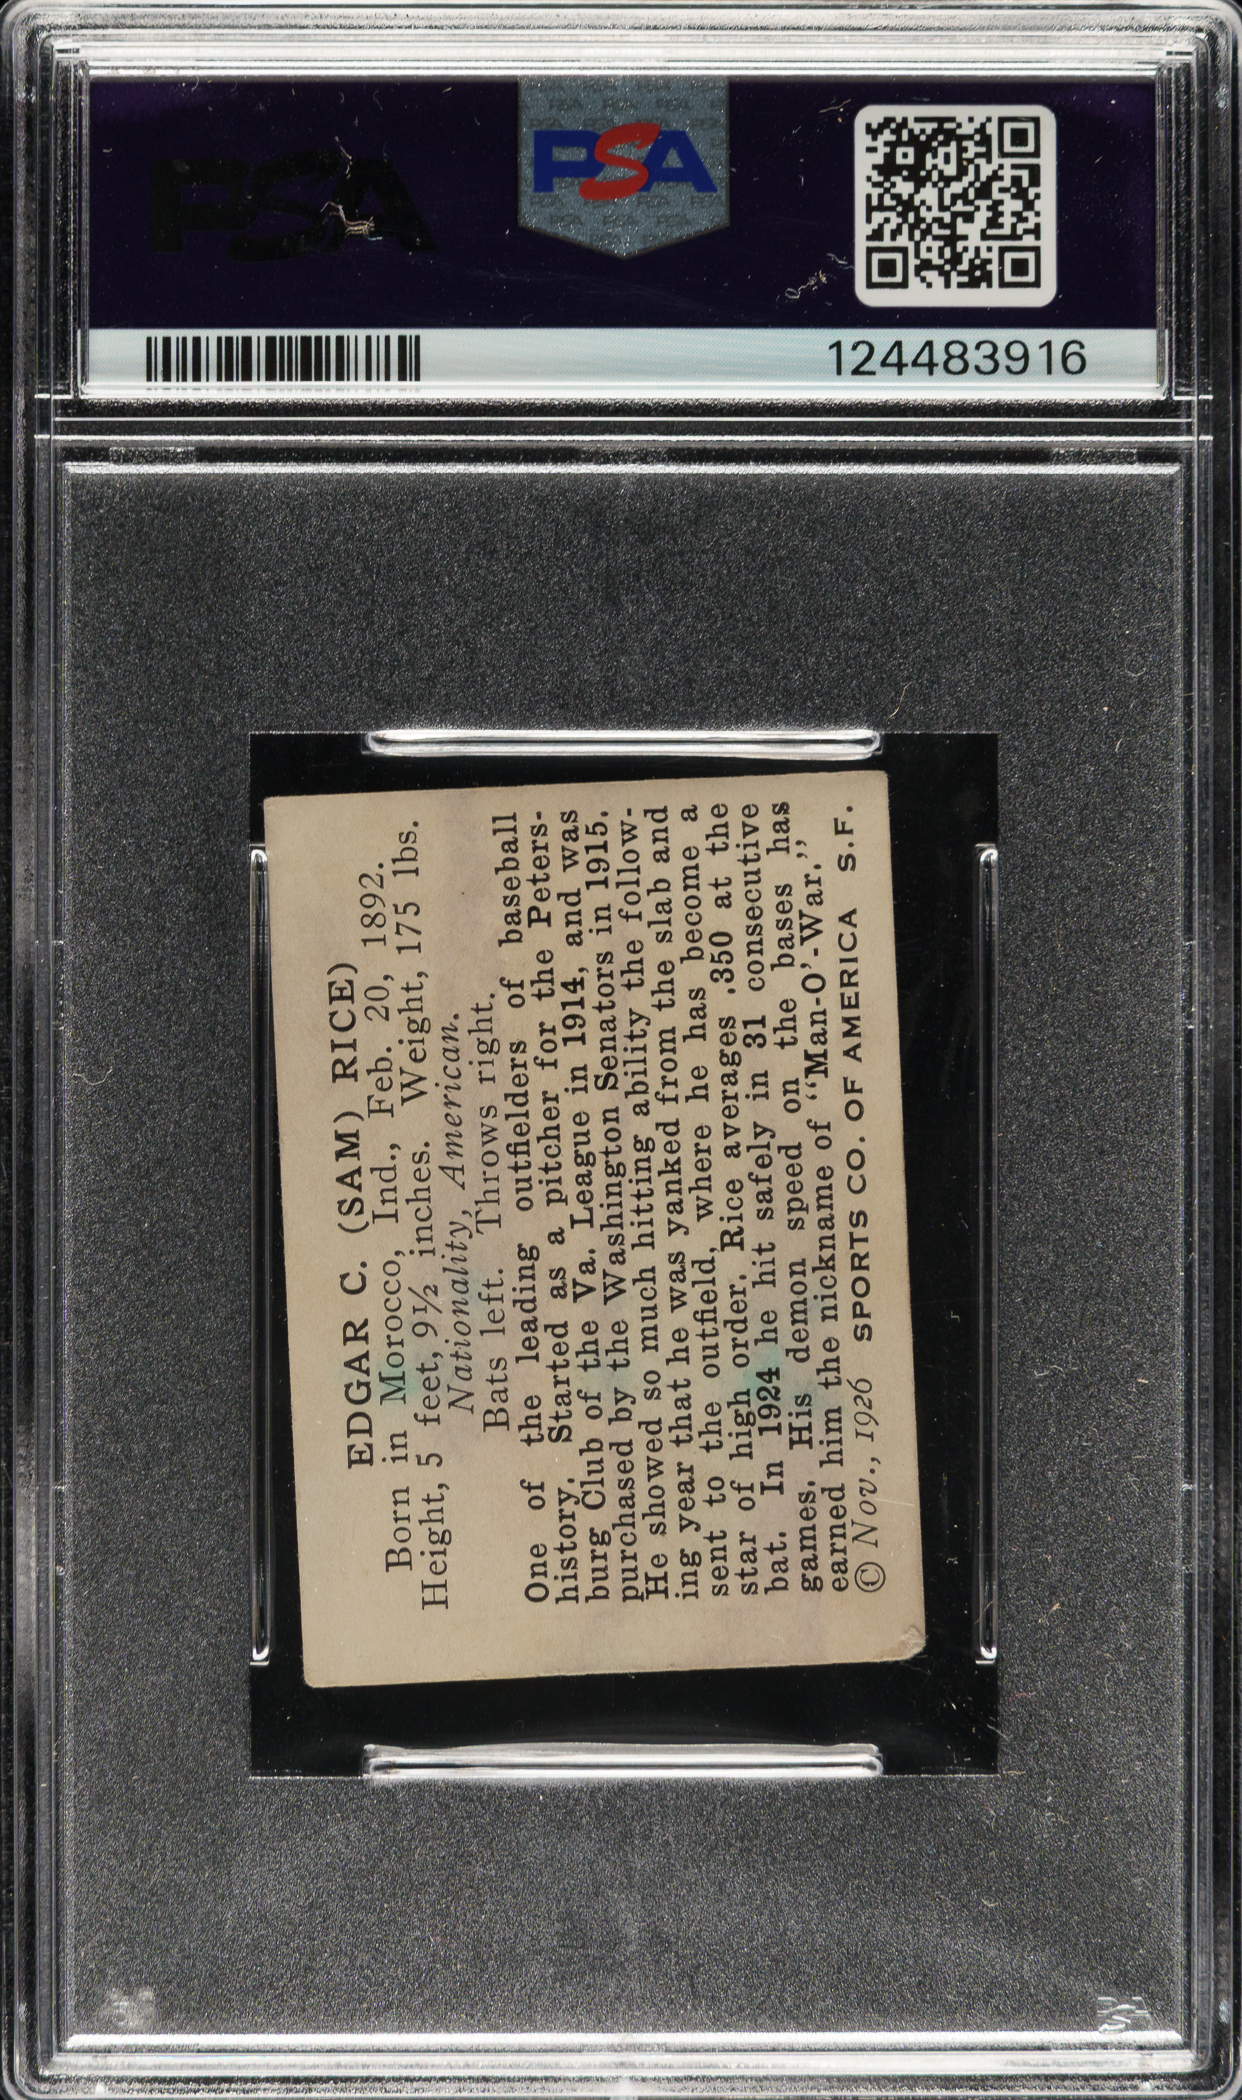 PSA
PSA
124483916
EDGAR C. (SAM) RICE)
Born in Morocco, Ind., Feb. 20, 1892.
Height, 5 feet, 9½ inches. Weight, 175 lbs.
Nationality, American.
Bats left. Throws right.
One of the leading outfielders of baseball
history. Started as a pitcher for the Peters-
burg Club of the Va. League in 1914, and was
purchased by the Washington Senators in 1915.
He showed so much hitting ability the follow-
ing year that he was yanked from the slab and
sent to the outfield, where he has become a
star of high order. Rice averages .350 at the
bat. In 1924 he hit safely in 31 consecutive
games. His demon speed on the bases has
earned him the nickname of "Man-O'-War."
© Nov., 1926 SPORTS CO. OF AMERICA S.F.